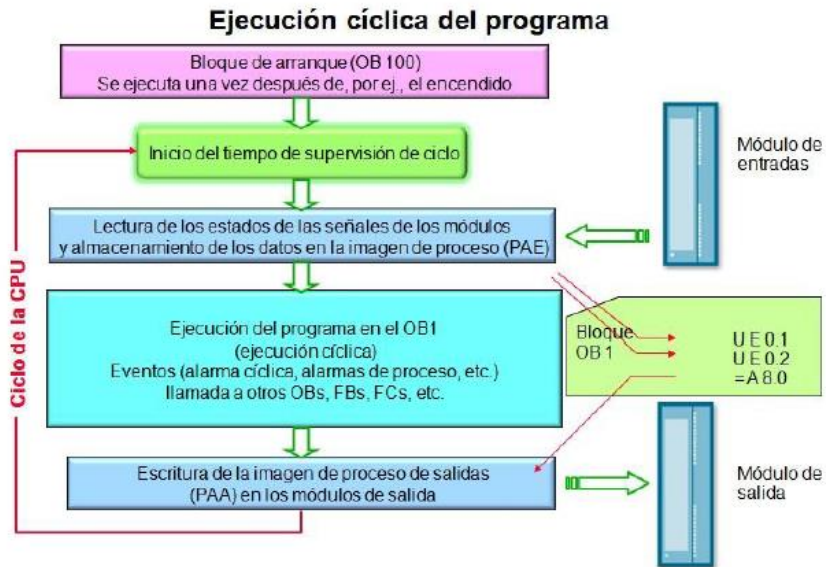 Ejecución cíclica del programa
Bloque de arranque (OB 100)
Se ejecuta una vez después de, por ej., el encendido
Inicio del tiempo de supervisión de ciclo
Módulo de
entradas
Lectura de los estados de las señales de los módulos
y almacenamiento de los datos en la imagen de proceso (PAE)
Ciclo de la CPU
Ejecución del programa en el OB1
(ejecución cíclica)
Eventos (alarma cíclica, alarmas de proceso, etc.)
llamada a otros OBs, FBs, FCs, etc.
Bloque
OB 1
U E 0.1
U E 0.2
= A 8.0
Escritura de la imagen de proceso de salidas
(PAA) en los módulos de salida
Módulo de
salida